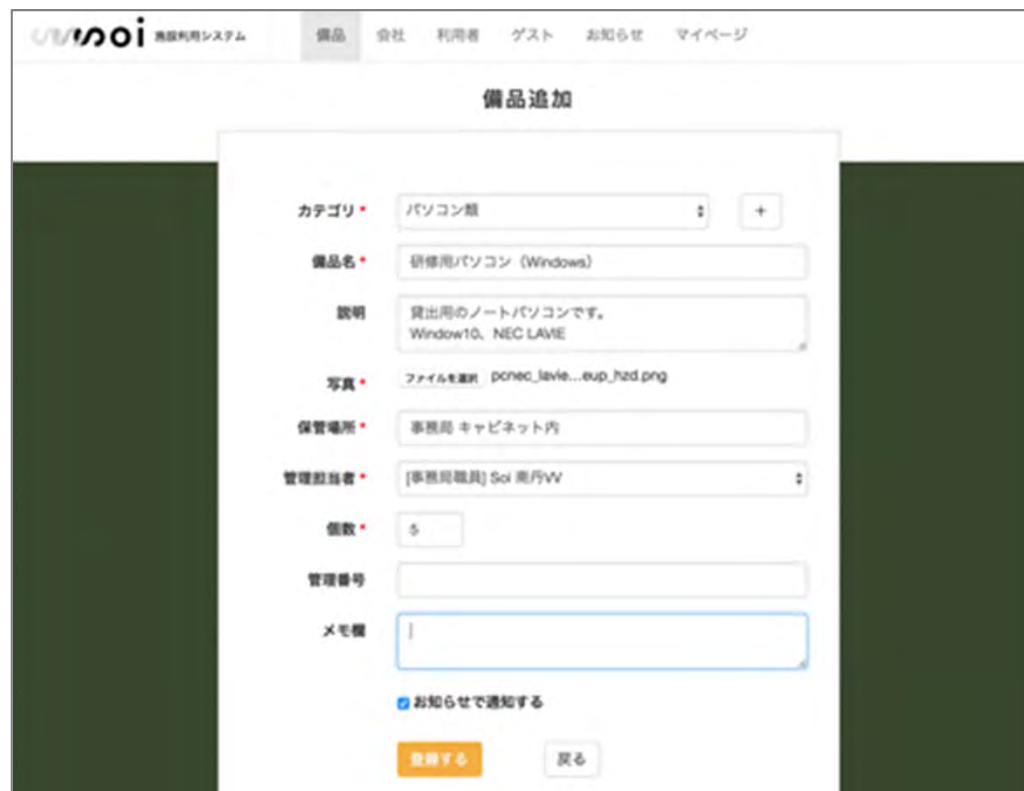 soi 施設利用システム 備品 会社 利用者 ゲスト お知らせ マイページ
備品追加
カテゴリ* パソコン類 +
備品名* 研修用パソコン（Windows）
説明 貸出用のノートパソコンです。
Window10、NEC LAVIE
写真* ファイルを選択 pcnec_lavie...eup_hzd.png
保管場所* 事務局 キャビネット内
管理担当者* [事務局職員] Soi 南丹VV
個数* 5
管理番号
メモ欄
お知らせで通知する
登録する 戻る